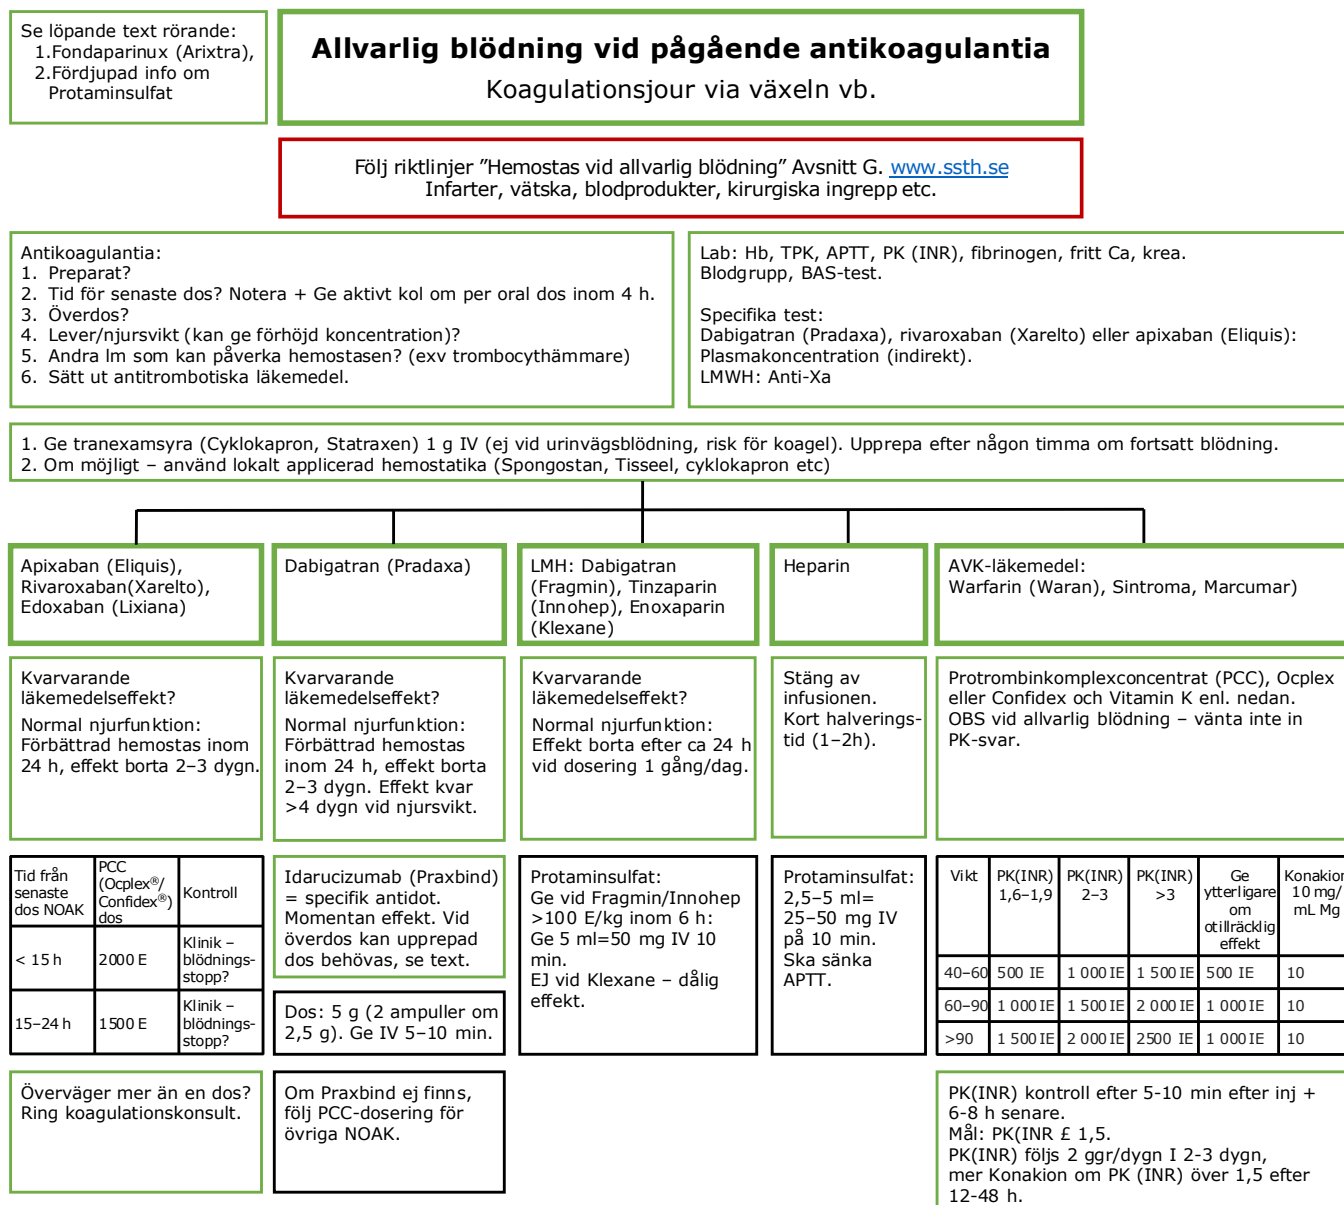 Se löpande text rörande:
1.Fondaparinux (Arixtra),
2.Fördjupad info om
Protaminsulfat
Allvarlig blödning vid pågående antikoagulantia
Koagulationsjour via växeln vb.
Följ riktlinjer ”Hemostas vid allvarlig blödning” Avsnitt G. www.ssth.se
Infarter, vätska, blodprodukter, kirurgiska ingrepp etc.
Antikoagulantia:
1. Preparat?
2. Tid för senaste dos? Notera + Ge aktivt kol om per oral dos inom 4 h.
3. Överdos?
4. Lever/njursvikt (kan ge förhöjd koncentration)?
5. Andra lm som kan påverka hemostasen? (exv trombocythämmare)
6. Sätt ut antitrombotiska läkemedel.
Lab: Hb, TPK, APTT, PK (INR), fibrinogen, fritt Ca, krea.
Blodgrupp, BAS-test.
Specifika test:
Dabigatran (Pradaxa), rivaroxaban (Xarelto) eller apixaban (Eliquis):
Plasmakoncentration (indirekt).
LMWH: Anti-Xa
1. Ge tranexamsyra (Cyklokapron, Statraxen) 1 g IV (ej vid urinvägsblödning, risk för koagel). Upprepa efter någon timma om fortsatt blödning.
2. Om möjligt – använd lokalt applicerad hemostatika (Spongostan, Tisseel, cyklokapron etc)
Apixaban (Eliquis),
Rivaroxaban(Xarelto),
Edoxaban (Lixiana)
Dabigatran (Pradaxa)
LMH: Dabigatran
(Fragmin), Tinzaparin
(Innohep), Enoxaparin
(Klexane)
Heparin
AVK-läkemedel:
Warfarin (Waran), Sintroma, Marcumar)
Kvarvarande
läkemedelseffekt?
Normal njurfunktion:
Förbättrad hemostas inom
24 h, effekt borta 2–3 dygn.
Kvarvarande
läkemedelseffekt?
Normal njurfunktion:
Förbättrad hemostas
inom 24 h, effekt borta
2–3 dygn. Effekt kvar
>4 dygn vid njursvikt.
Kvarvarande
läkemedelseffekt?
Normal njurfunktion:
Effekt borta efter ca 24 h
vid dosering 1 gång/dag.
Stäng av
infusionen.
Kort halverings-
tid (1–2h).
Protrombinkomplexconcentrat (PCC), Ocplex
eller Confidex och Vitamin K enl. nedan.
OBS vid allvarlig blödning – vänta inte in
PK-svar.
Tid från
senaste
dos NOAK
PCC
(Ocplex®/
Confidex®)
dos
Kontroll
< 15 h
2000 E
Klinik –
blödnings-
stopp?
15–24 h
1500 E
Klinik –
blödnings-
stopp?
Idarucizumab (Praxbind)
= specifik antidot.
Momentan effekt. Vid
överdos kan upprepad
dos behövas, se text.
Dos: 5 g (2 ampuller om
2,5 g). Ge IV 5–10 min.
Protaminsulfat:
Ge vid Fragmin/Innohep
>100 E/kg inom 6 h:
Ge 5 ml=50 mg IV 10
min.
EJ vid Klexane – dålig
effekt.
Protaminsulfat:
2,5–5 ml=
25–50 mg IV
på 10 min.
Ska sänka
APTT.
Vikt
PK(INR)
1,6–1,9
PK(INR)
2–3
PK(INR)
>3
Ge
ytterligare
om
otillräcklig
effekt
Konakion
10 mg/
mL Mg
40–60 500 IE 1 000 IE 1 500 IE 500 IE 10
60–90 1 000 IE 1 500 IE 2 000 IE 1 000 IE 10
>90 1 500 IE 2 000 IE 2500 IE 1 000 IE 10
Överväger mer än en dos?
Ring koagulationskonsult.
Om Praxbind ej finns,
följ PCC-dosering för
övriga NOAK.
PK(INR) kontroll efter 5-10 min efter inj +
6-8 h senare.
Mål: PK(INR £ 1,5.
PK(INR) följs 2 ggr/dygn I 2-3 dygn,
mer Konakion om PK (INR) över 1,5 efter
12-48 h.